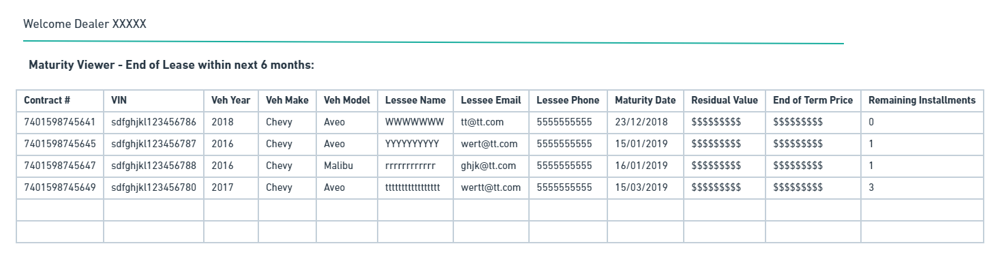 Welcome Dealer XXXXX
Maturity Viewer - End of Lease within next 6 months:
Contract # VIN Veh Year Veh Make Veh Model Lessee Name Lessee Email Lessee Phone Maturity Date Residual Value End of Term Price Remaining Installments
7401598745641 sdfghjkl123456786 2018 Chevy Aveo WWWWWWW tt@tt.com 5555555555 23/12/2018 $$$$$$$$$ $$$$$$$$$ 0
7401598745645 sdfghjkl123456787 2016 Chevy Aveo YYYYYYYYYY wert@tt.com 5555555555 15/01/2019 $$$$$$$$$ $$$$$$$$$ 1
7401598745647 sdfghjkl123456788 2016 Chevy Malibu rrrrrrrrrrrr ghjk@tt.com 5555555555 16/01/2019 $$$$$$$$$ $$$$$$$$$ 1
7401598745649 sdfghjkl123456780 2017 Chevy Aveo ttttttttttttttttt wertt@tt.com 5555555555 15/03/2019 $$$$$$$$$ $$$$$$$$$ 3